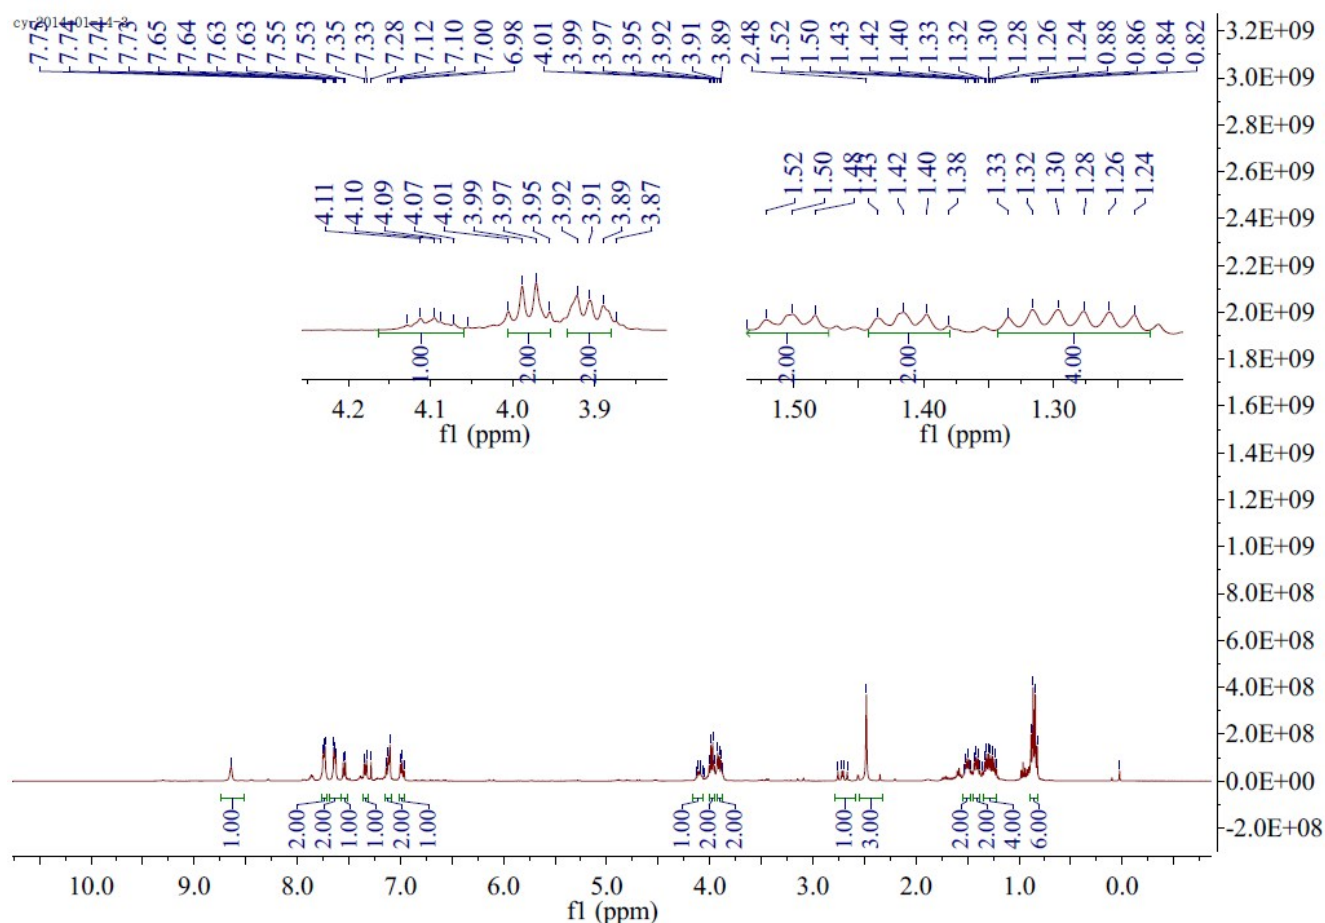 cyr2014-01-14-3
7.75 7.74 7.74 7.73 7.65 7.64 7.63 7.63 7.55 7.53 7.35 7.33 7.28 7.12 7.10 7.00 6.98 4.01 3.99 3.97 3.95 3.92 3.91 3.89 2.48 1.52 1.50 1.43 1.42 1.40 1.33 1.32 1.30 1.28 1.26 1.24 0.88 0.86 0.84 0.82
4.11 4.10 4.09 4.07 4.01 3.99 3.97 3.95 3.92 3.91 3.89 3.87
1.00 2.00 2.00
4.2 4.1 4.0 3.9
f1 (ppm)
1.52 1.50 1.48 1.43 1.42 1.40 1.38 1.33 1.32 1.30 1.28 1.26 1.24
2.00 2.00 4.00
1.50 1.40 1.30
f1 (ppm)
3.2E+09
3.0E+09
2.8E+09
2.6E+09
2.4E+09
2.2E+09
2.0E+09
1.8E+09
1.6E+09
1.4E+09
1.2E+09
1.0E+09
8.0E+08
6.0E+08
4.0E+08
2.0E+08
0.0E+00
-2.0E+08
1.00 2.00 2.00 1.00 1.00 2.00 1.00 1.00 2.00 2.00 1.00 3.00 2.00 2.00 4.00 6.00
10.0 9.0 8.0 7.0 6.0 5.0 4.0 3.0 2.0 1.0 0.0
f1 (ppm)